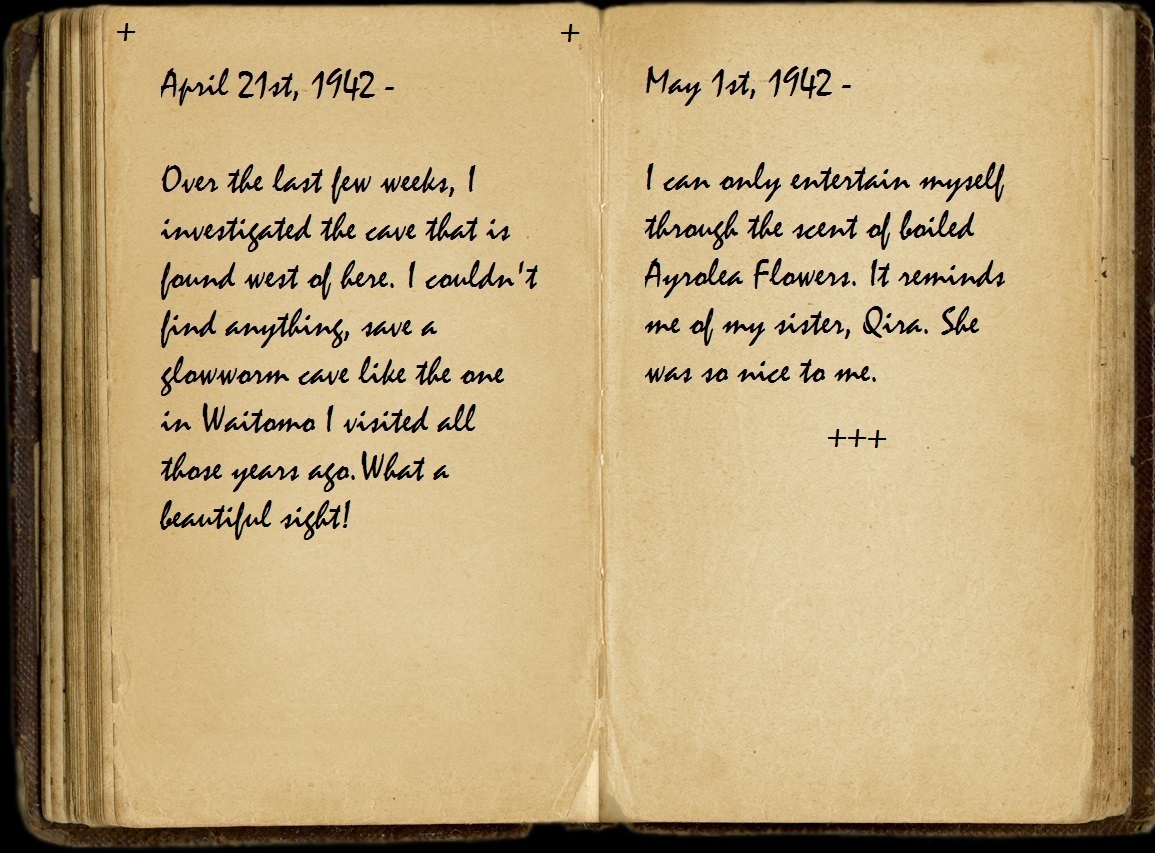 + +
April 21st, 1942 -
Over the last few weeks, I
investigated the cave that is
found west of here. I couldn't
find anything, save a
glowworm cave like the one
in Waitomo I visited all
those years ago. What a
beautiful sight!
May 1st, 1942 -
I can only entertain myself
through the scent of boiled
Ayrolea Flowers. It reminds
me of my sister, Qira. She
was so nice to me.
+++